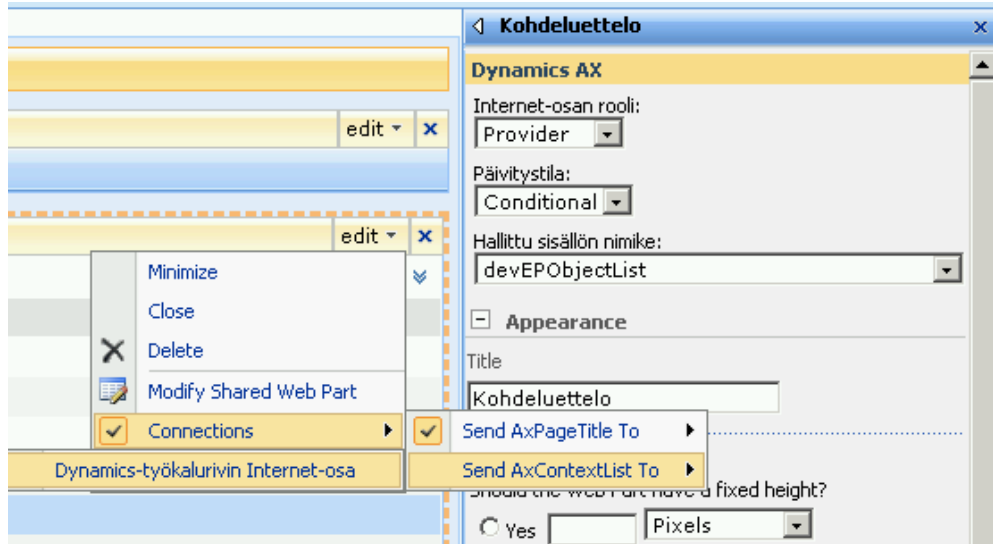 Kohdeluettelo
Dynamics AX
Internet-osan rooli:
Provider
Päivitystila:
Conditional
Hallittu sisällön nimike:
devEPObjectList
Appearance
Title
Kohdeluettelo
edit
edit
Minimize
Close
Delete
Modify Shared Web Part
Connections
Send AxPageTitle To
Dynamics-työkalurivin Internet-osa
Send AxContextList To
Should the Web Part have a fixed height?
Yes
Pixels